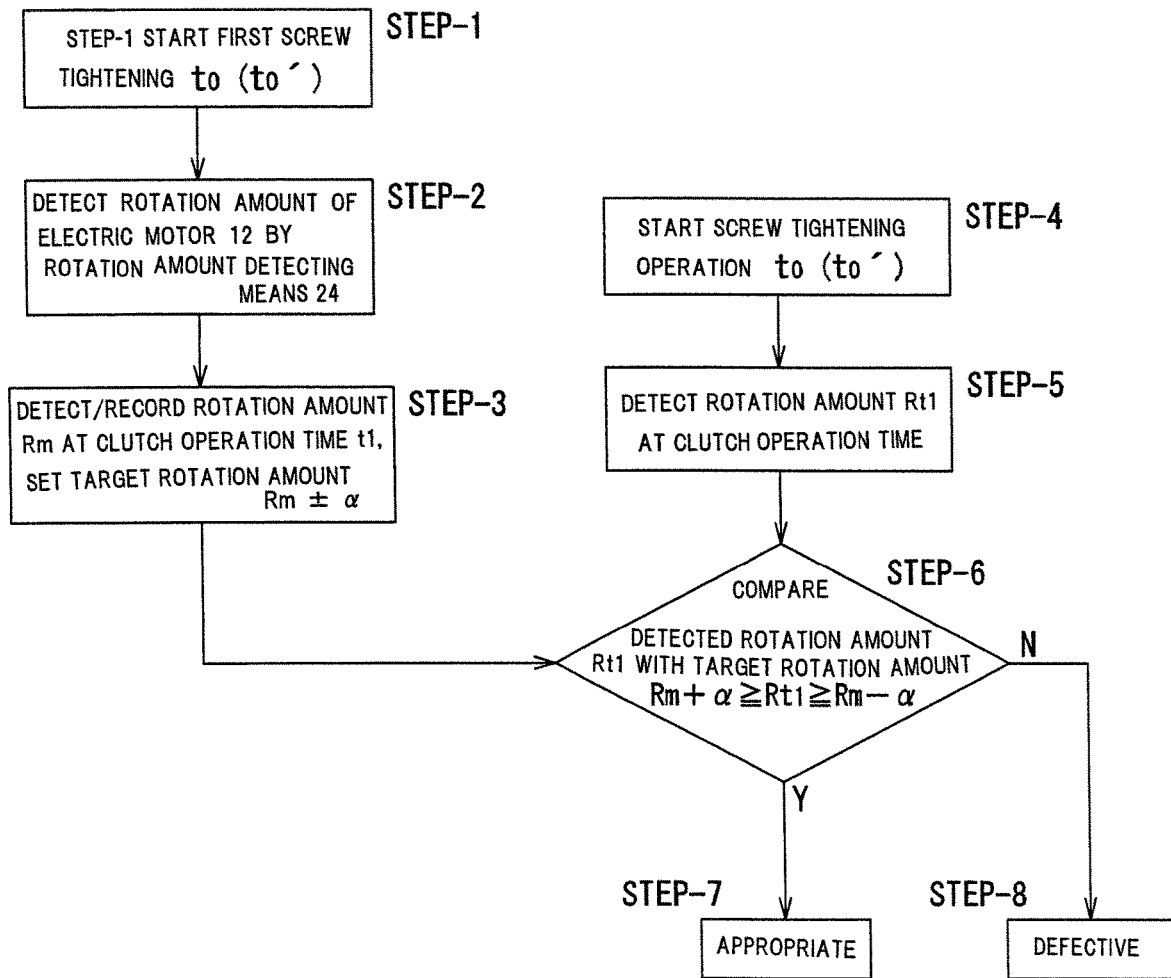 STEP-1 START FIRST SCREW
TIGHTENING to (to´)
STEP-1
DETECT ROTATION AMOUNT OF
ELECTRIC MOTOR 12 BY
ROTATION AMOUNT DETECTING
MEANS 24
STEP-2
DETECT/RECORD ROTATION AMOUNT
Rm AT CLUTCH OPERATION TIME t1,
SET TARGET ROTATION AMOUNT
Rm ± α
STEP-3
START SCREW TIGHTENING
OPERATION to (to´)
STEP-4
DETECT ROTATION AMOUNT Rt1
AT CLUTCH OPERATION TIME
STEP-5
STEP-6
COMPARE
DETECTED ROTATION AMOUNT
Rt1 WITH TARGET ROTATION AMOUNT
Rm+α≧Rt1≧Rm−α
N
Y
STEP-7
APPROPRIATE
STEP-8
DEFECTIVE